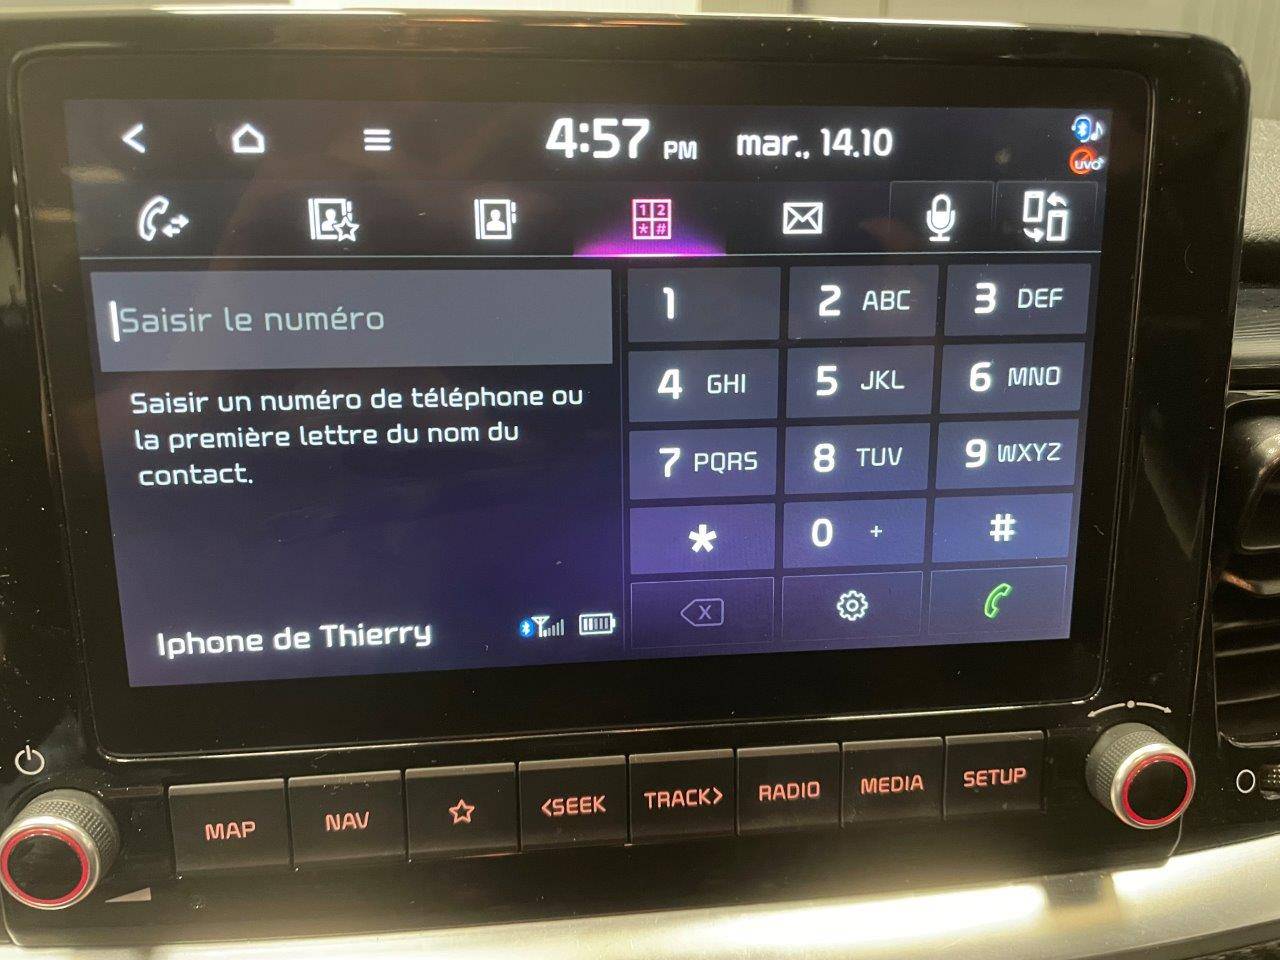 4:57 PM mar., 14.10
UVO
1 2
* #
Saisir le numéro
Saisir un numéro de téléphone ou
la première lettre du nom du
contact.
Iphone de Thierry
1
2 ABC
3 DEF
4 GHI
5 JKL
6 MNO
7 PQRS
8 TUV
9 WXYZ
*
0 +
#
X
MAP
NAV
<SEEK
TRACK>
RADIO
MEDIA
SETUP